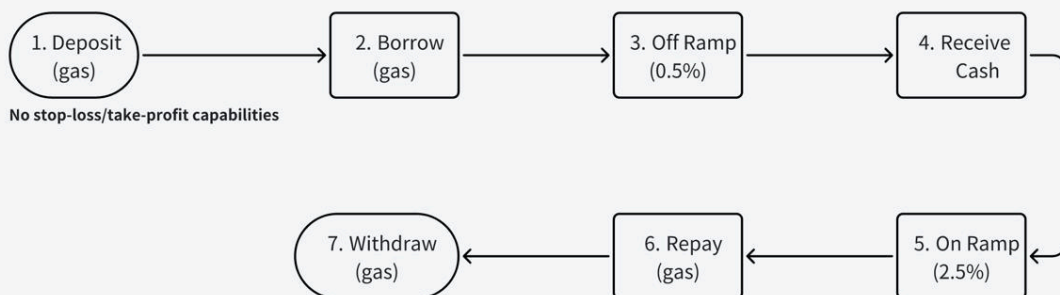 1. Deposit
(gas)
2. Borrow
(gas)
3. Off Ramp
(0.5%)
4. Receive
Cash
No stop-loss/take-profit capabilities
7. Withdraw
(gas)
6. Repay
(gas)
5. On Ramp
(2.5%)